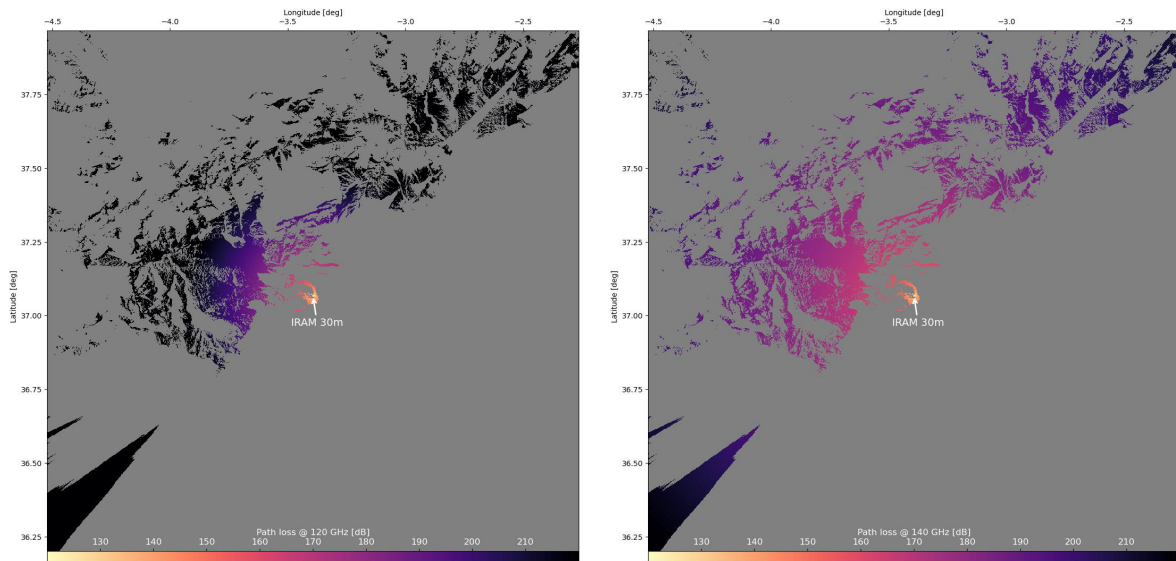 Longitude [deg]
−4.5 −4.0 −3.5 −3.0 −2.5
37.75
37.50
37.25
37.00
36.75
36.50
36.25
Latitude [deg]
IRAM 30m
Path loss @ 120 GHz [dB]
130 140 150 160 170 180 190 200 210
Longitude [deg]
−4.5 −4.0 −3.5 −3.0 −2.5
37.75
37.50
37.25
37.00
36.75
36.50
36.25
Latitude [deg]
IRAM 30m
Path loss @ 140 GHz [dB]
130 140 150 160 170 180 190 200 210